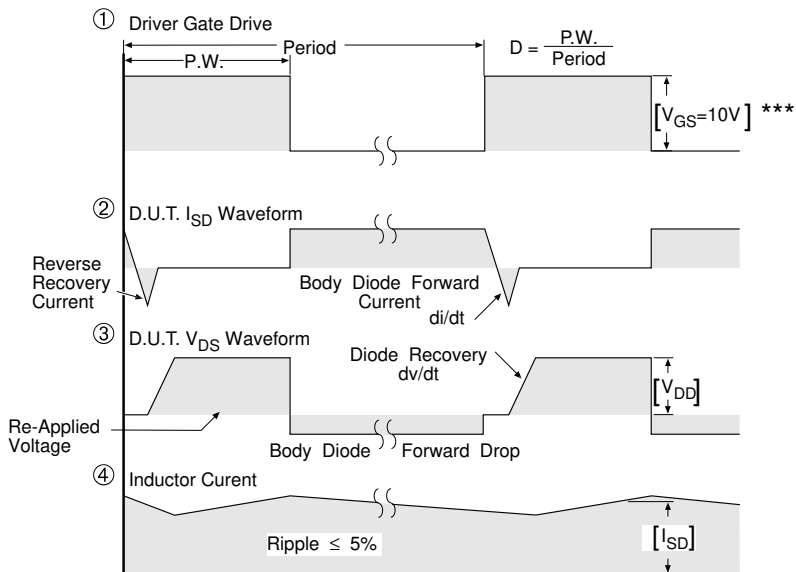 ① Driver Gate Drive
Period
P.W.
D = P.W.
Period
[VGS=10V] ***
② D.U.T. ISD Waveform
Reverse
Recovery
Current
Body Diode Forward
Current
di/dt
③ D.U.T. VDS Waveform
Diode Recovery
dv/dt
[VDD]
Re-Applied
Voltage
Body Diode Forward Drop
④ Inductor Curent
Ripple ≤ 5%
[ISD]